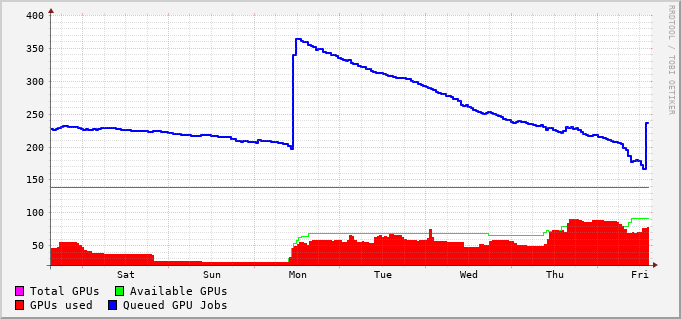 400
350
300
250
200
150
100
50
Sat Sun Mon Tue Wed Thu Fri
Total GPUs Available GPUs
GPUs used Queued GPU Jobs
RRDTOOL / TOBI OETIKER